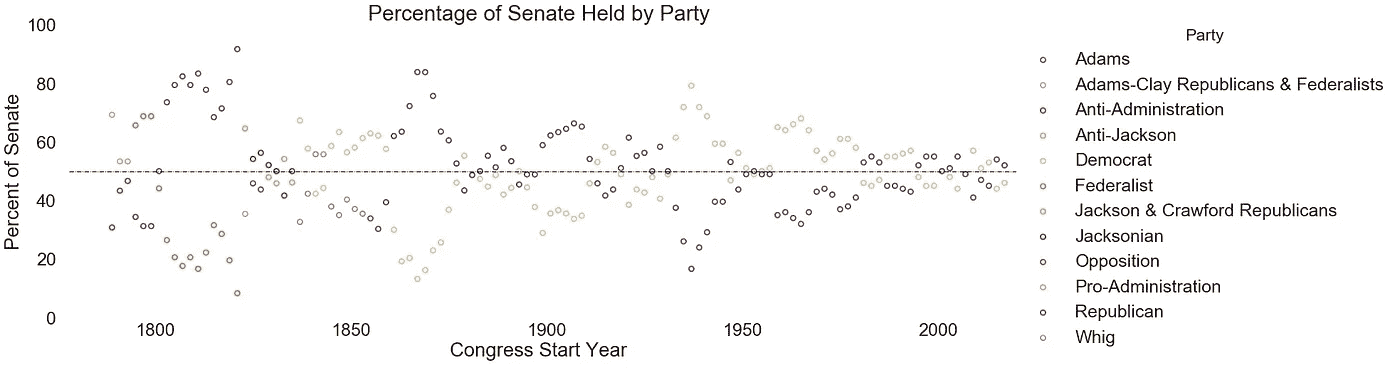 Percentage of Senate Held by Party
100
80
60
40
20
0
Percent of Senate
1800 1850 1900 1950 2000
Congress Start Year
Party
Adams
Adams-Clay Republicans & Federalists
Anti-Administration
Anti-Jackson
Democrat
Federalist
Jackson & Crawford Republicans
Jacksonian
Opposition
Pro-Administration
Republican
Whig